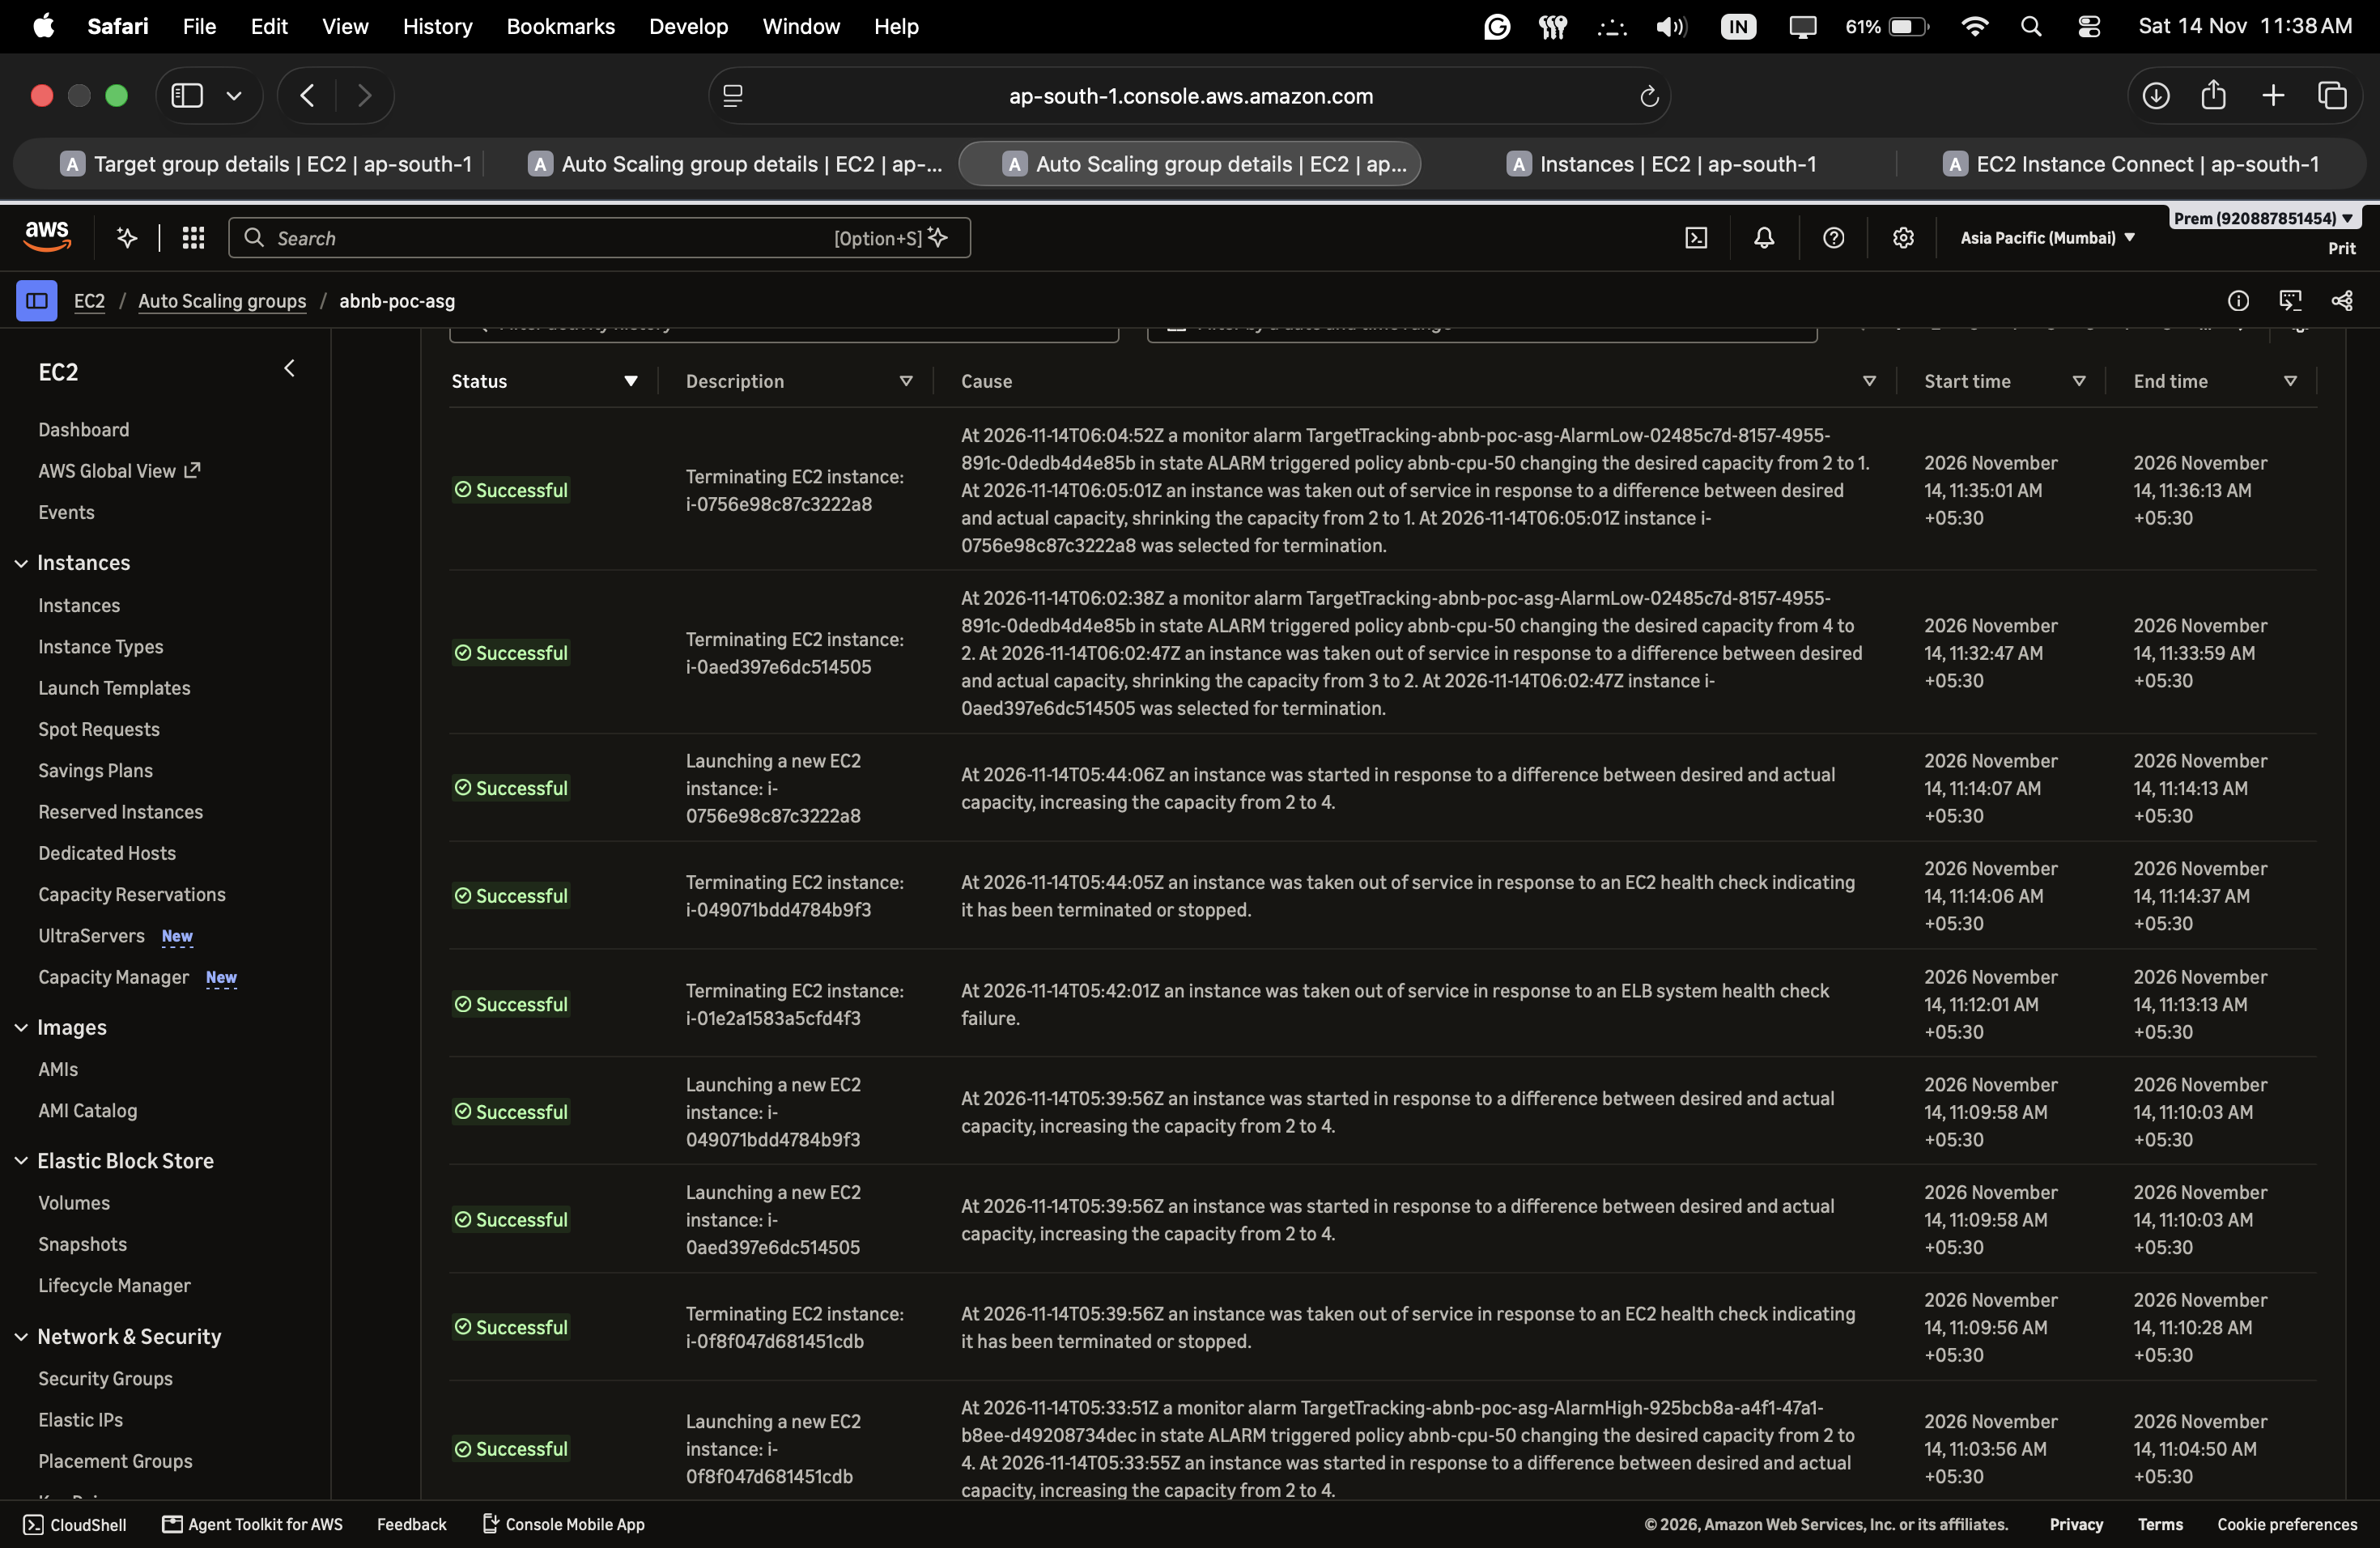 Safari File Edit View History Bookmarks Develop Window Help IN 61% Sat 14 Nov 11:38 AM
ap-south-1.console.aws.amazon.com
A Target group details | EC2 | ap-south-1 A Auto Scaling group details | EC2 | ap-... A Auto Scaling group details | EC2 | ap... A Instances | EC2 | ap-south-1 A EC2 Instance Connect | ap-south-1
aws Search [Option+S] Asia Pacific (Mumbai) Prem (920887851454)
Prit
EC2 / Auto Scaling groups / abnb-poc-asg
EC2
Dashboard
AWS Global View
Events
Instances
Instances
Instance Types
Launch Templates
Spot Requests
Savings Plans
Reserved Instances
Dedicated Hosts
Capacity Reservations
UltraServers New
Capacity Manager New
Images
AMIs
AMI Catalog
Elastic Block Store
Volumes
Snapshots
Lifecycle Manager
Network & Security
Security Groups
Elastic IPs
Placement Groups
Status Description Cause Start time End time
Successful
Terminating EC2 instance:
i-0756e98c87c3222a8
At 2026-11-14T06:04:52Z a monitor alarm TargetTracking-abnb-poc-asg-AlarmLow-02485c7d-8157-4955-
891c-0dedb4d4e85b in state ALARM triggered policy abnb-cpu-50 changing the desired capacity from 2 to 1.
At 2026-11-14T06:05:01Z an instance was taken out of service in response to a difference between desired
and actual capacity, shrinking the capacity from 2 to 1. At 2026-11-14T06:05:01Z instance i-
0756e98c87c3222a8 was selected for termination.
2026 November
14, 11:35:01 AM
+05:30
2026 November
14, 11:36:13 AM
+05:30
Successful
Terminating EC2 instance:
i-0aed397e6dc514505
At 2026-11-14T06:02:38Z a monitor alarm TargetTracking-abnb-poc-asg-AlarmLow-02485c7d-8157-4955-
891c-0dedb4d4e85b in state ALARM triggered policy abnb-cpu-50 changing the desired capacity from 4 to
2. At 2026-11-14T06:02:47Z an instance was taken out of service in response to a difference between desired
and actual capacity, shrinking the capacity from 3 to 2. At 2026-11-14T06:02:47Z instance i-
0aed397e6dc514505 was selected for termination.
2026 November
14, 11:32:47 AM
+05:30
2026 November
14, 11:33:59 AM
+05:30
Successful
Launching a new EC2
instance: i-
0756e98c87c3222a8
At 2026-11-14T05:44:06Z an instance was started in response to a difference between desired and actual
capacity, increasing the capacity from 2 to 4.
2026 November
14, 11:14:07 AM
+05:30
2026 November
14, 11:14:13 AM
+05:30
Successful
Terminating EC2 instance:
i-049071bdd4784b9f3
At 2026-11-14T05:44:05Z an instance was taken out of service in response to an EC2 health check indicating
it has been terminated or stopped.
2026 November
14, 11:14:06 AM
+05:30
2026 November
14, 11:14:37 AM
+05:30
Successful
Terminating EC2 instance:
i-01e2a1583a5cfd4f3
At 2026-11-14T05:42:01Z an instance was taken out of service in response to an ELB system health check
failure.
2026 November
14, 11:12:01 AM
+05:30
2026 November
14, 11:13:13 AM
+05:30
Successful
Launching a new EC2
instance: i-
049071bdd4784b9f3
At 2026-11-14T05:39:56Z an instance was started in response to a difference between desired and actual
capacity, increasing the capacity from 2 to 4.
2026 November
14, 11:09:58 AM
+05:30
2026 November
14, 11:10:03 AM
+05:30
Successful
Launching a new EC2
instance: i-
0aed397e6dc514505
At 2026-11-14T05:39:56Z an instance was started in response to a difference between desired and actual
capacity, increasing the capacity from 2 to 4.
2026 November
14, 11:09:58 AM
+05:30
2026 November
14, 11:10:03 AM
+05:30
Successful
Terminating EC2 instance:
i-0f8f047d681451cdb
At 2026-11-14T05:39:56Z an instance was taken out of service in response to an EC2 health check indicating
it has been terminated or stopped.
2026 November
14, 11:09:56 AM
+05:30
2026 November
14, 11:10:28 AM
+05:30
Successful
Launching a new EC2
instance: i-
0f8f047d681451cdb
At 2026-11-14T05:33:51Z a monitor alarm TargetTracking-abnb-poc-asg-AlarmHigh-925bcb8a-a4f1-47a1-
b8ee-d49208734dec in state ALARM triggered policy abnb-cpu-50 changing the desired capacity from 2 to
4. At 2026-11-14T05:33:55Z an instance was started in response to a difference between desired and actual
capacity, increasing the capacity from 2 to 4.
2026 November
14, 11:03:56 AM
+05:30
2026 November
14, 11:04:50 AM
+05:30
CloudShell Agent Toolkit for AWS Feedback Console Mobile App © 2026, Amazon Web Services, Inc. or its affiliates. Privacy Terms Cookie preferences